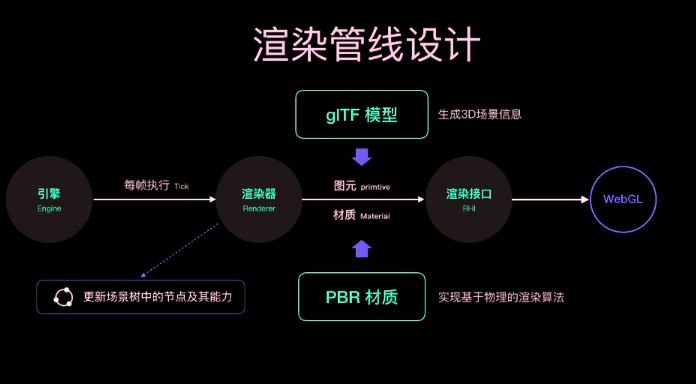 渲染管线设计
glTF 模型
生成3D场景信息
引擎
Engine
每帧执行 Tick
渲染器
Renderer
图元 primtive
材质 Material
渲染接口
RHI
WebGL
更新场景树中的节点及其能力
PBR 材质
实现基于物理的渲染算法